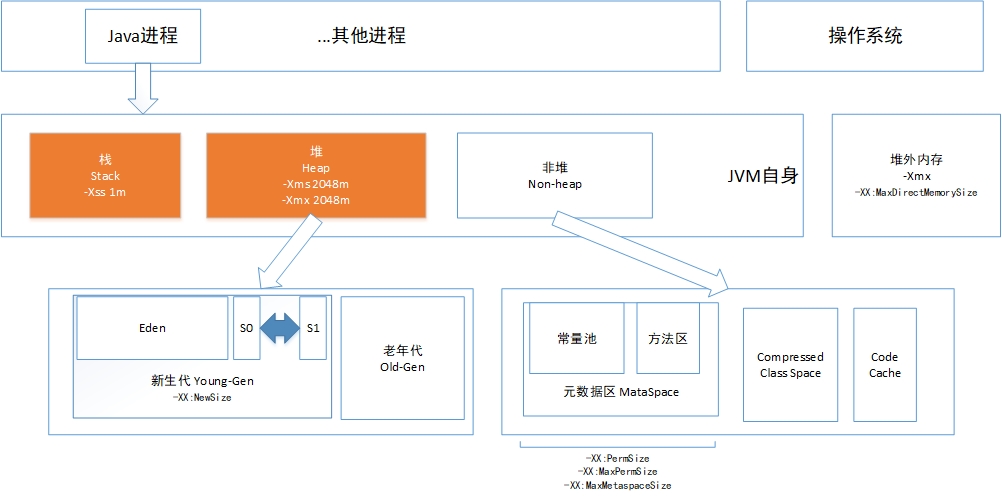 Java进程
...其他进程
操作系统
栈
Stack
-Xss 1m
堆
Heap
-Xms 2048m
-Xmx 2048m
非堆
Non-heap
JVM自身
堆外内存
-Xmx
-XX:MaxDirectMemorySize
Eden
S0
S1
新生代 Young-Gen
-XX:NewSize
老年代
Old-Gen
常量池
方法区
元数据区 MataSpace
Compressed
Class Space
Code
Cache
-XX:PermSize
-XX:MaxPermSize
-XX:MaxMetaspaceSize